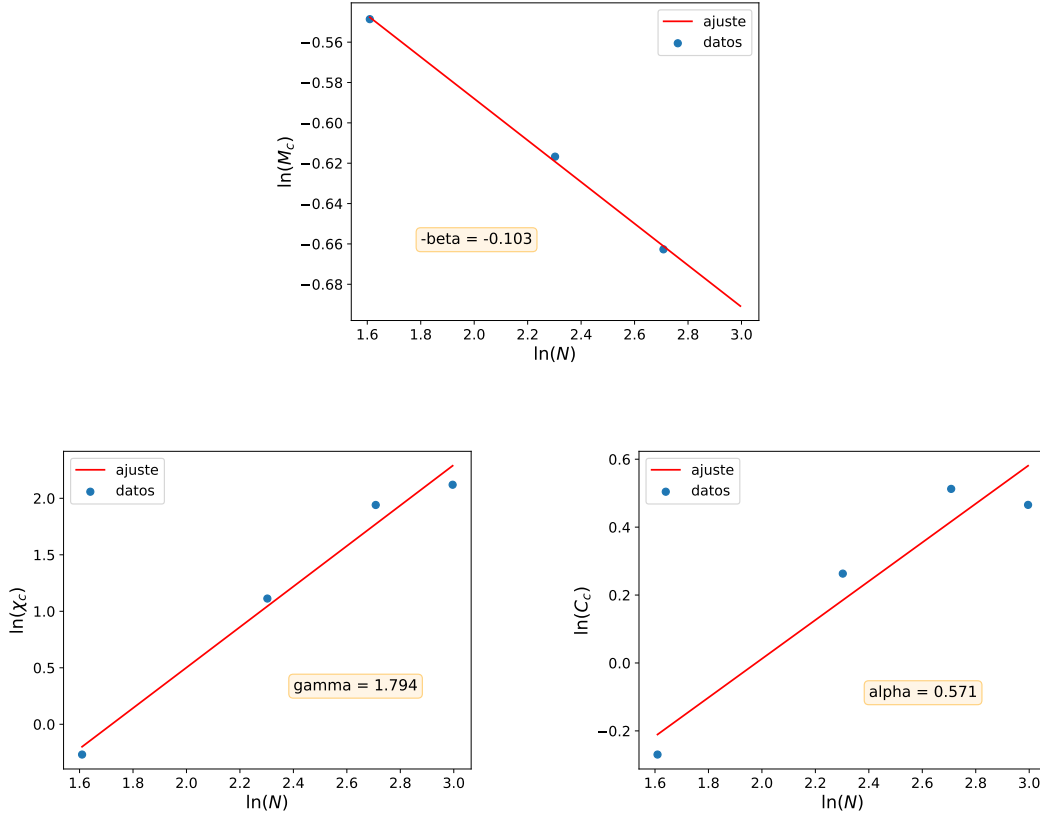 ajuste
datos
−0.56
−0.58
−0.60
−0.62
−0.64
−0.66
−0.68
ln(M_c)
-beta = -0.103
1.6 1.8 2.0 2.2 2.4 2.6 2.8 3.0
ln(N)
ajuste
datos
2.0
1.5
1.0
0.5
0.0
ln(χ_c)
gamma = 1.794
1.6 1.8 2.0 2.2 2.4 2.6 2.8 3.0
ln(N)
ajuste
datos
0.6
0.4
0.2
0.0
−0.2
ln(C_c)
alpha = 0.571
1.6 1.8 2.0 2.2 2.4 2.6 2.8 3.0
ln(N)